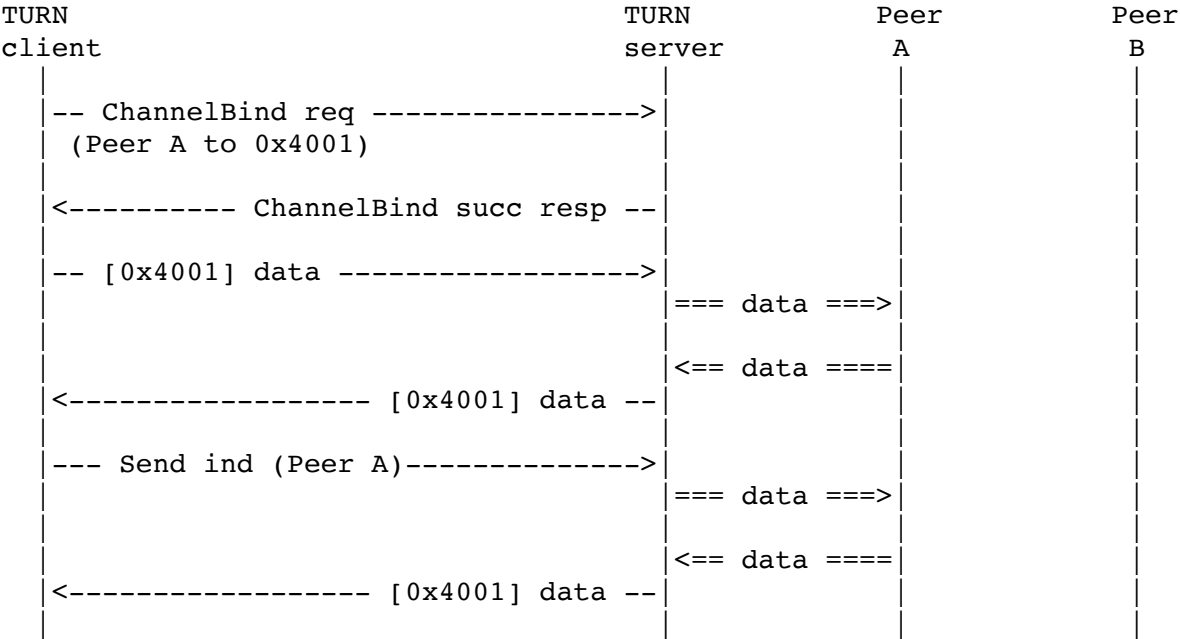 TURN TURN Peer Peer
client server A B
-- ChannelBind req ---------------->
(Peer A to 0x4001)
<---------- ChannelBind succ resp --
-- [0x4001] data ------------------>
=== data ===>
<== data ====
<------------------ [0x4001] data --
--- Send ind (Peer A)-------------->
=== data ===>
<== data ====
<------------------ [0x4001] data --